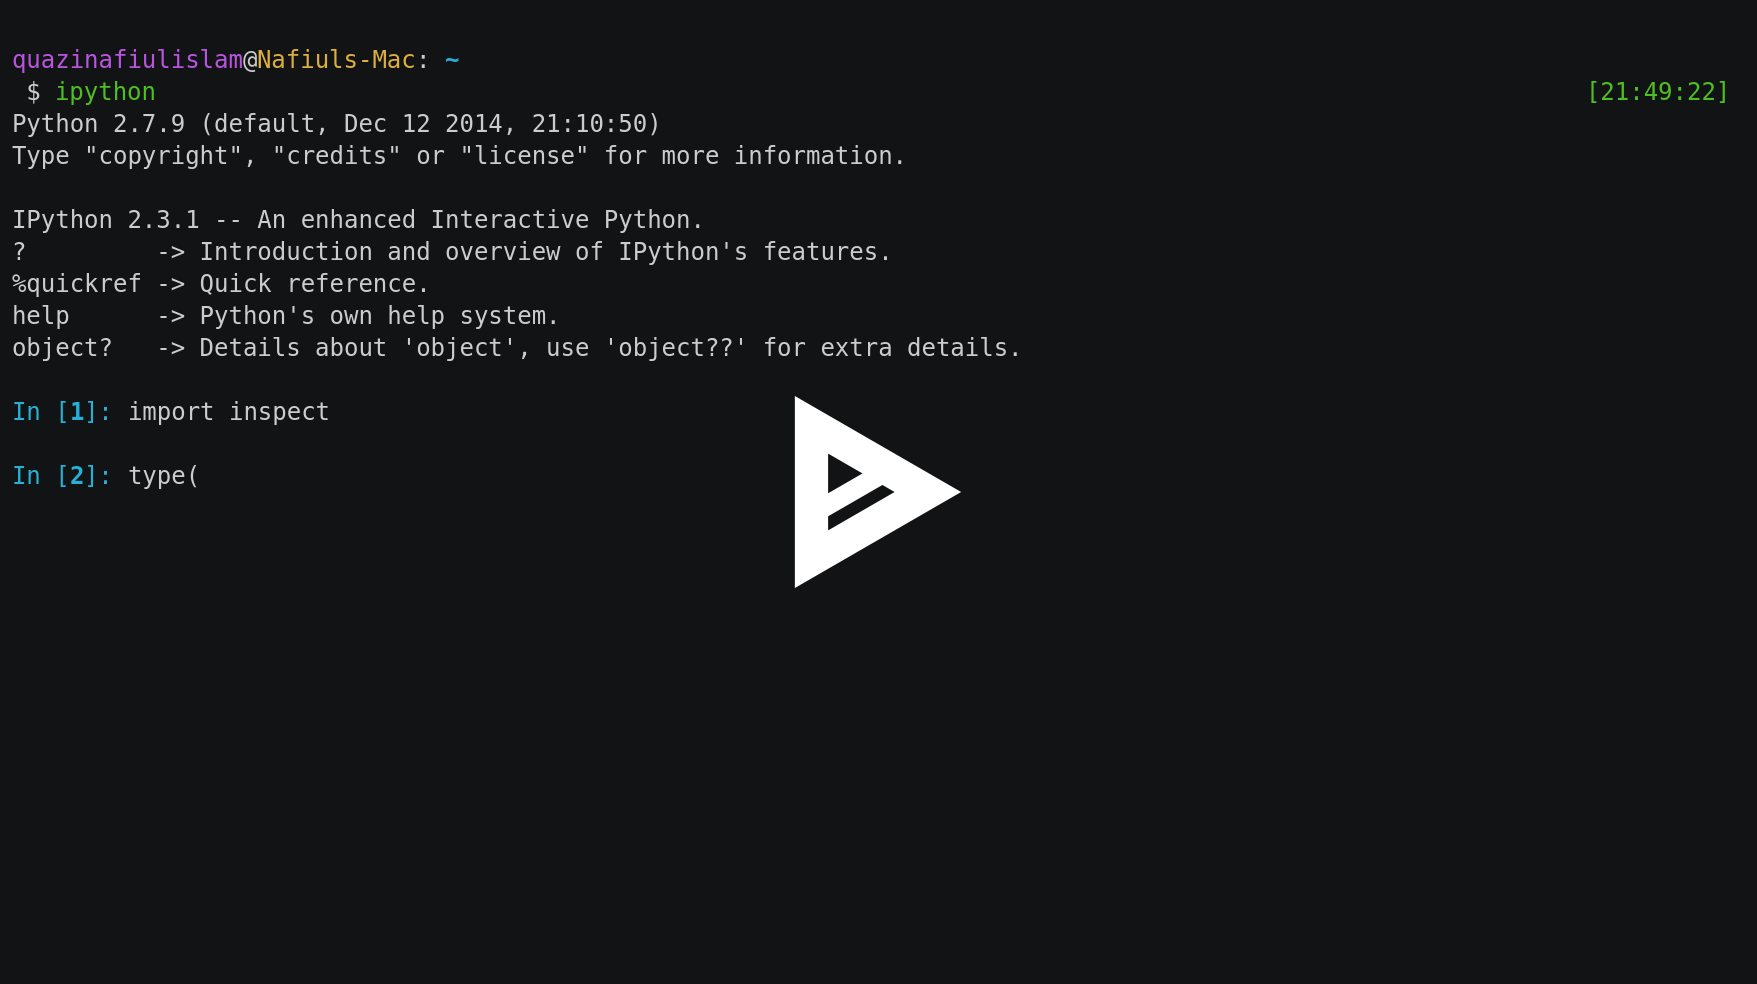 quazinafiulislam@Nafiuls-Mac: ~
$ ipython [21:49:22]
Python 2.7.9 (default, Dec 12 2014, 21:10:50)
Type "copyright", "credits" or "license" for more information.
IPython 2.3.1 -- An enhanced Interactive Python.
?         -> Introduction and overview of IPython's features.
%quickref -> Quick reference.
help      -> Python's own help system.
object?   -> Details about 'object', use 'object??' for extra details.
In [1]: import inspect
In [2]: type(